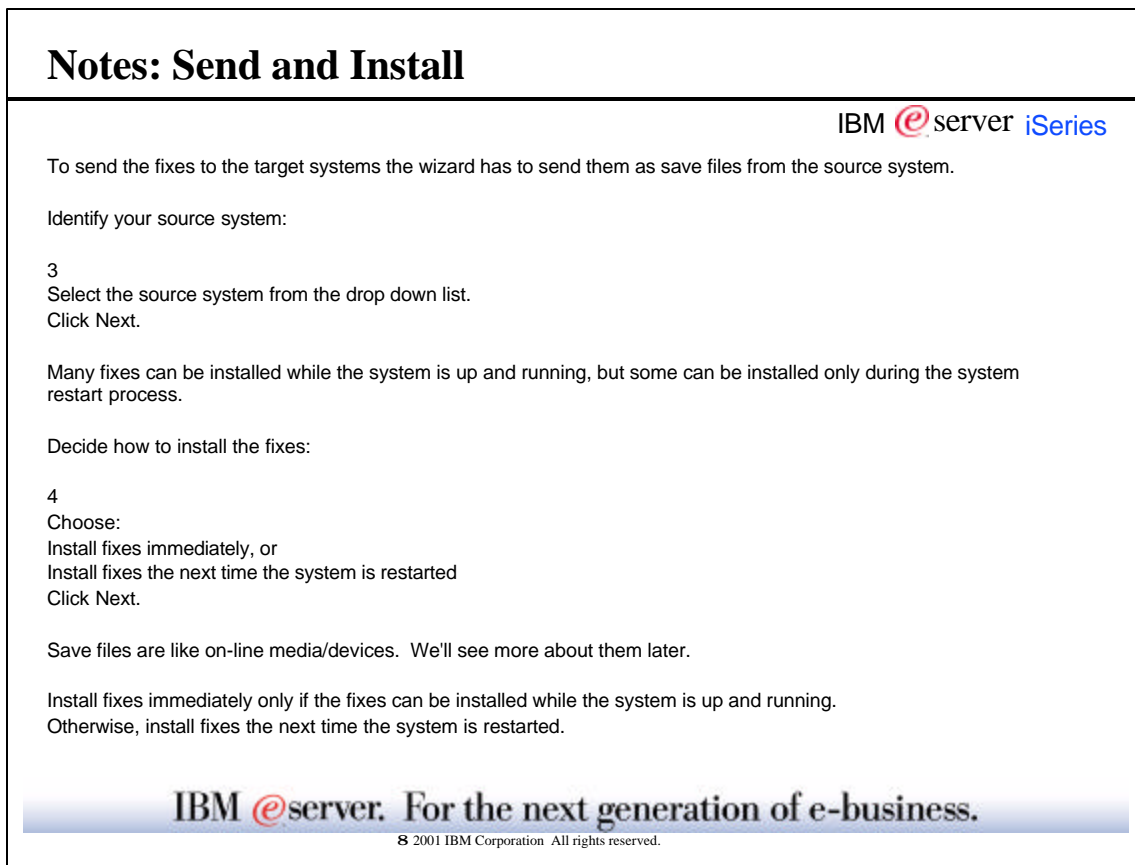 Notes: Send and Install
IBM e server iSeries
To send the fixes to the target systems the wizard has to send them as save files from the source system.
Identify your source system:
3
Select the source system from the drop down list.
Click Next.
Many fixes can be installed while the system is up and running, but some can be installed only during the system
restart process.
Decide how to install the fixes:
4
Choose:
Install fixes immediately, or
Install fixes the next time the system is restarted
Click Next.
Save files are like on-line media/devices.  We'll see more about them later.
Install fixes immediately only if the fixes can be installed while the system is up and running.
Otherwise, install fixes the next time the system is restarted.
IBM e server. For the next generation of e-business.
8 2001 IBM Corporation  All rights reserved.